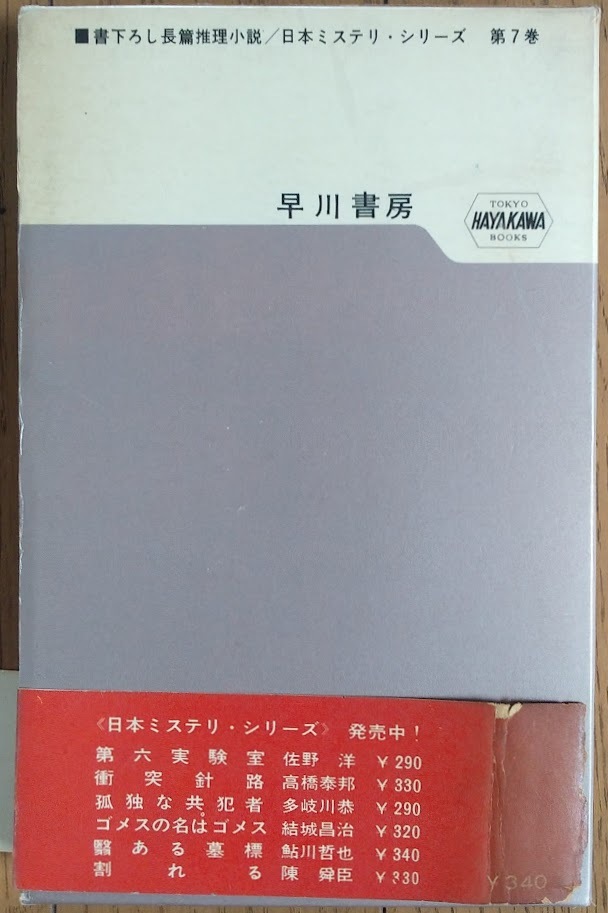 ■書下ろし長篇推理小説/日本ミステリ・シリーズ 第7巻
早川書房
TOKYO
HAYAKAWA
BOOKS
《日本ミステリ・シリーズ》 発売中!
第六実験室 佐野 洋 ¥290
衝突針路 高橋泰邦 ¥330
孤独な共犯者 多岐川恭 ¥290
ゴメスの名はゴメス 結城昌治 ¥320
翳ある墓標 鮎川哲也 ¥340
割れる 陳 舜臣 ¥330
¥340